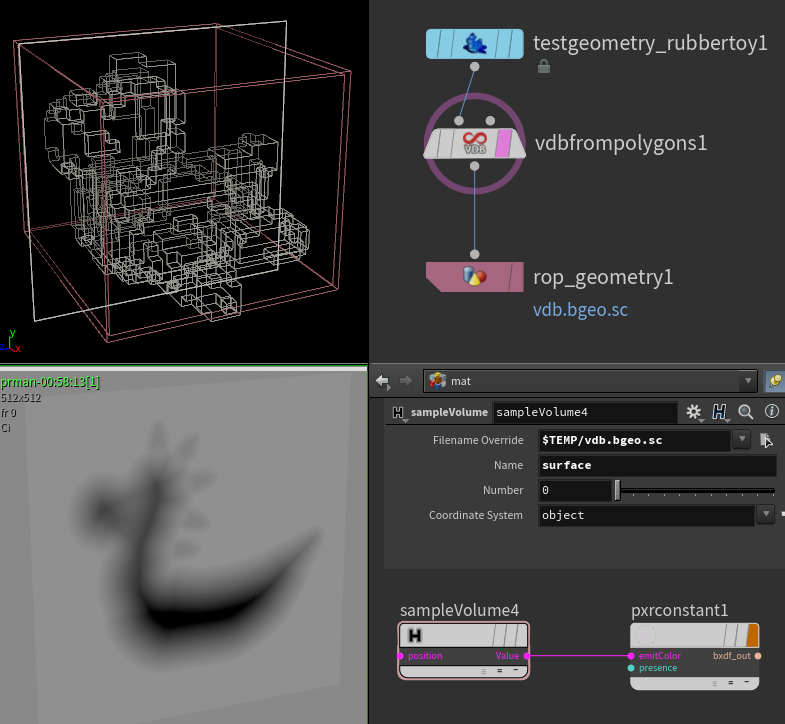 testgeometry_rubbertoy1
VDB
vdbfrompolygons1
rop_geometry1
vdb.bgeo.sc
y
x
prman-00:58:13[1]
512x512
fr 0
Ci
mat
H sampleVolume sampleVolume4
H
i
Filename Override $TEMP/vdb.bgeo.sc
Name surface
Number 0
Coordinate System object
sampleVolume4 pxrconstant1
H
position Value emitColor bxdf_out
presence